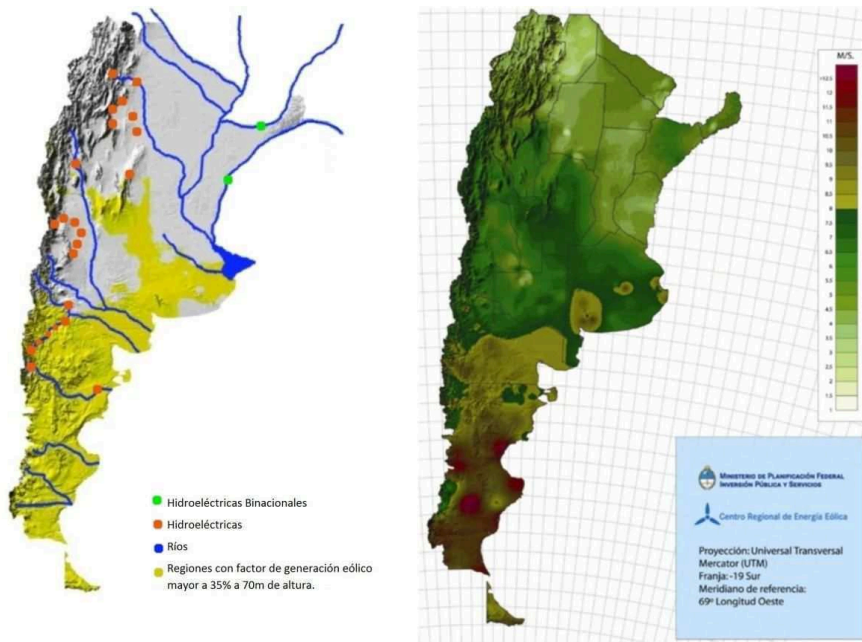 Hidroeléctricas Binacionales
Hidroeléctricas
Ríos
Regiones con factor de generación eólico
mayor a 35% a 70m de altura.
M/S.
MINISTERIO DE PLANIFICACIÓN FEDERAL
INVERSIÓN PÚBLICA Y SERVICIOS
Centro Regional de Energía Eólica
Proyección: Universal Transversal
Mercator (UTM)
Franja: -19 Sur
Meridiano de referencia:
69º Longitud Oeste